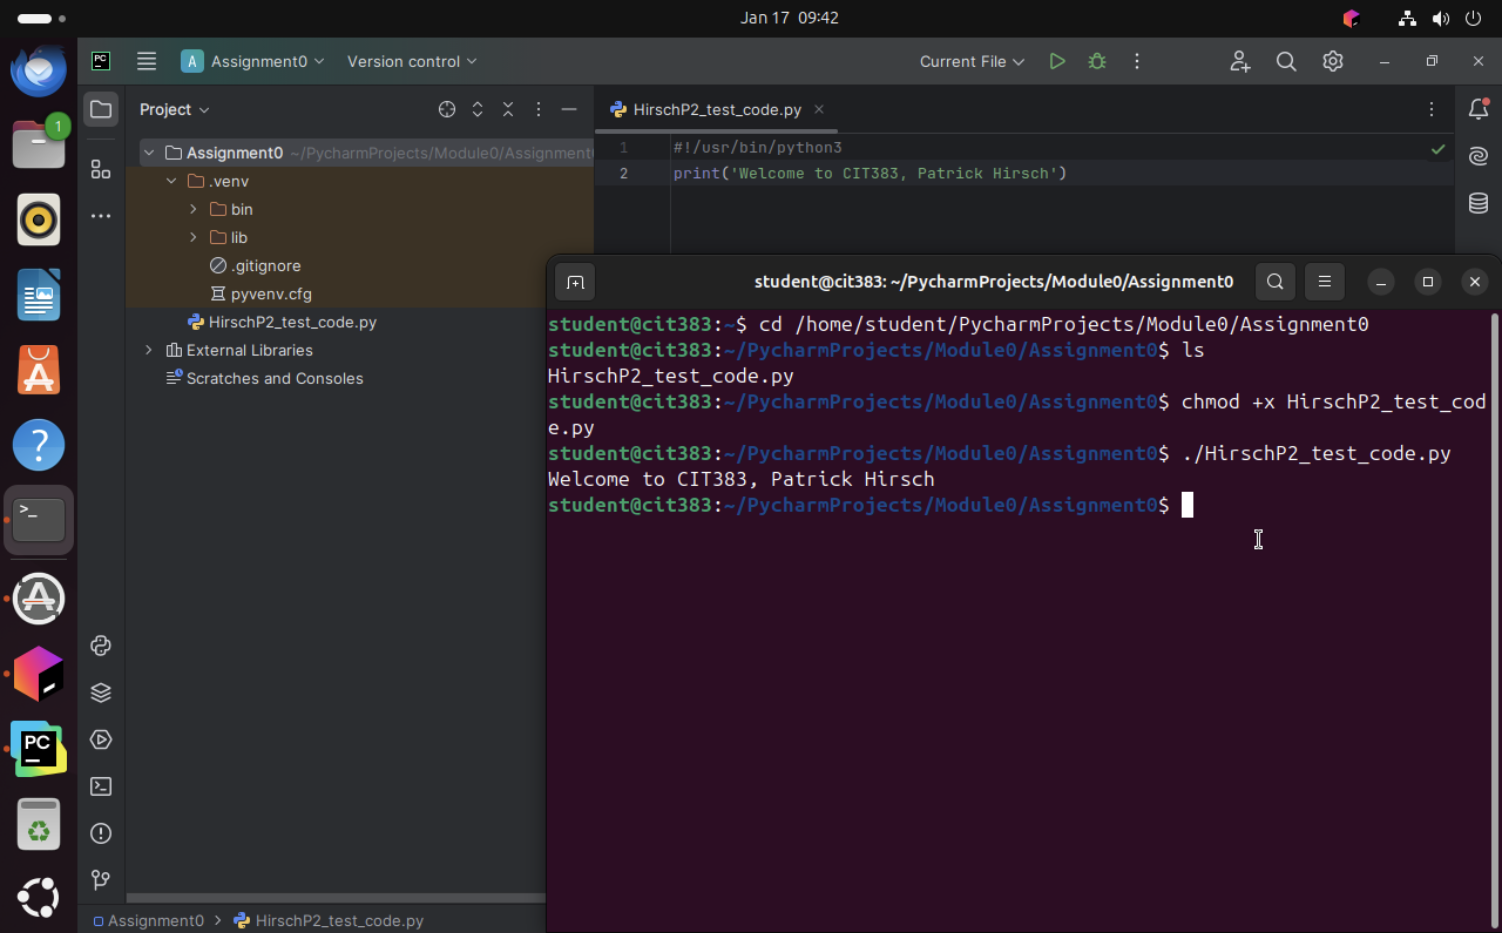 Jan 17 09:42
PC
A Assignment0
Version control
Current File
1
Project
HirschP2_test_code.py
Assignment0 ~/PycharmProjects/Module0/Assignment
.venv
bin
lib
.gitignore
pyvenv.cfg
HirschP2_test_code.py
External Libraries
Scratches and Consoles
1 #!/usr/bin/python3
2 print('Welcome to CIT383, Patrick Hirsch')
student@cit383: ~/PycharmProjects/Module0/Assignment0
student@cit383:~$ cd /home/student/PycharmProjects/Module0/Assignment0
student@cit383:~/PycharmProjects/Module0/Assignment0$ ls
HirschP2_test_code.py
student@cit383:~/PycharmProjects/Module0/Assignment0$ chmod +x HirschP2_test_cod
e.py
student@cit383:~/PycharmProjects/Module0/Assignment0$ ./HirschP2_test_code.py
Welcome to CIT383, Patrick Hirsch
student@cit383:~/PycharmProjects/Module0/Assignment0$
PC
Assignment0 > HirschP2_test_code.py